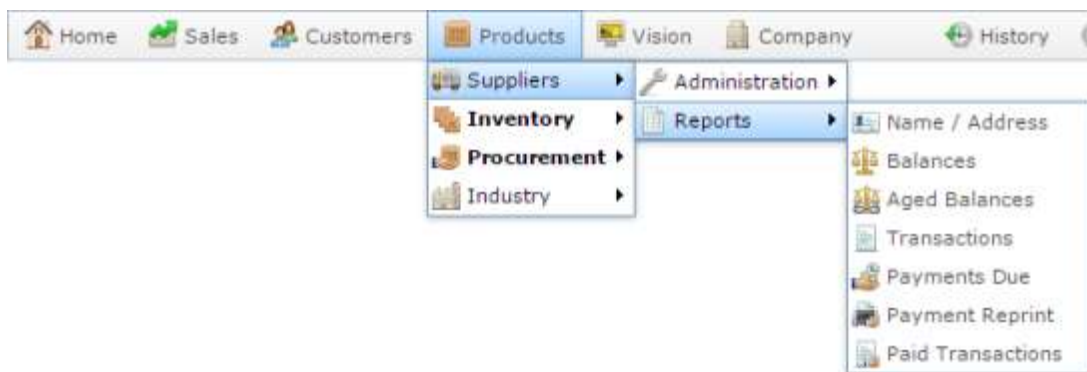 Home Sales Customers Products Vision Company History
Suppliers Administration
Inventory Reports Name / Address
Procurement Balances
Industry Aged Balances
Transactions
Payments Due
Payment Reprint
Paid Transactions